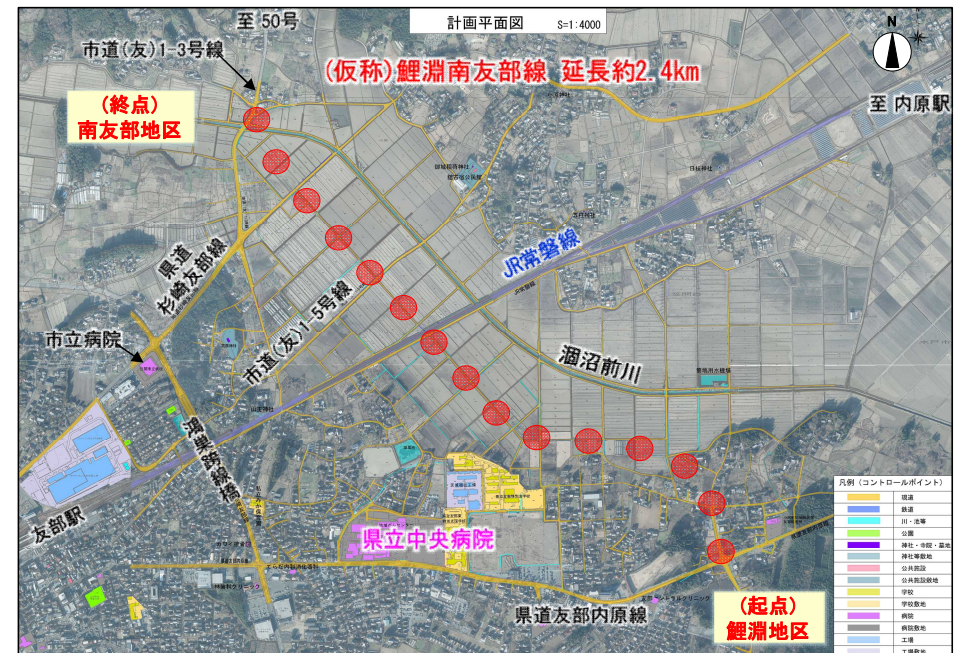 至 50号
計画平面図 S=1:4000
N
市道(友)1-3号線
(仮称)鯉淵南友部線 延長約2.4km
至 内原駅
(終点)
南友部地区
県道
杉崎友部線
JR常磐線
市道(友)1-5号線
市立病院
涸沼前川
鴻巣跨線橋
友部駅
県立中央病院
県道友部内原線
(起点)
鯉淵地区
凡例 (コントロールポイント)
現道
鉄道
川・池等
公園
神社・寺院・墓地
神社等敷地
公共施設
公共施設敷地
学校
学校敷地
病院
病院敷地
工場
工場敷地